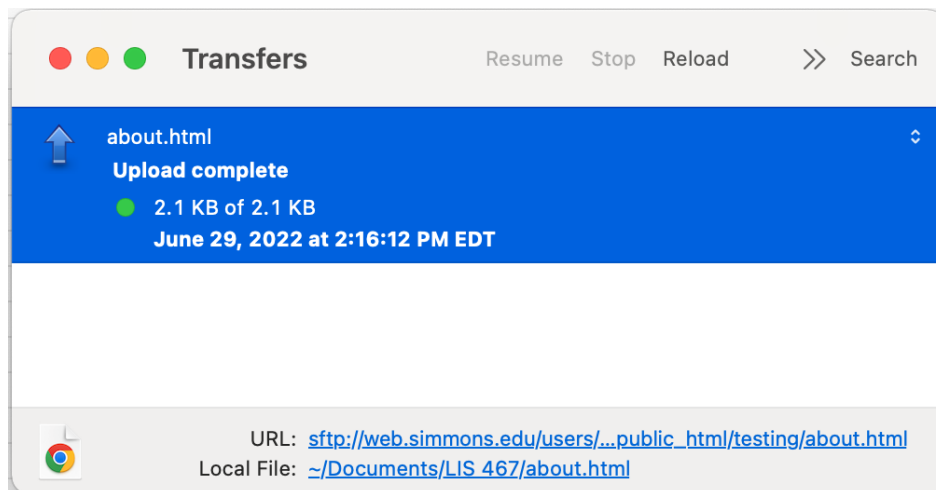 Transfers Resume Stop Reload Search
about.html
Upload complete
2.1 KB of 2.1 KB
June 29, 2022 at 2:16:12 PM EDT
URL: sftp://web.simmons.edu/users/...public_html/testing/about.html
Local File: ~/Documents/LIS 467/about.html